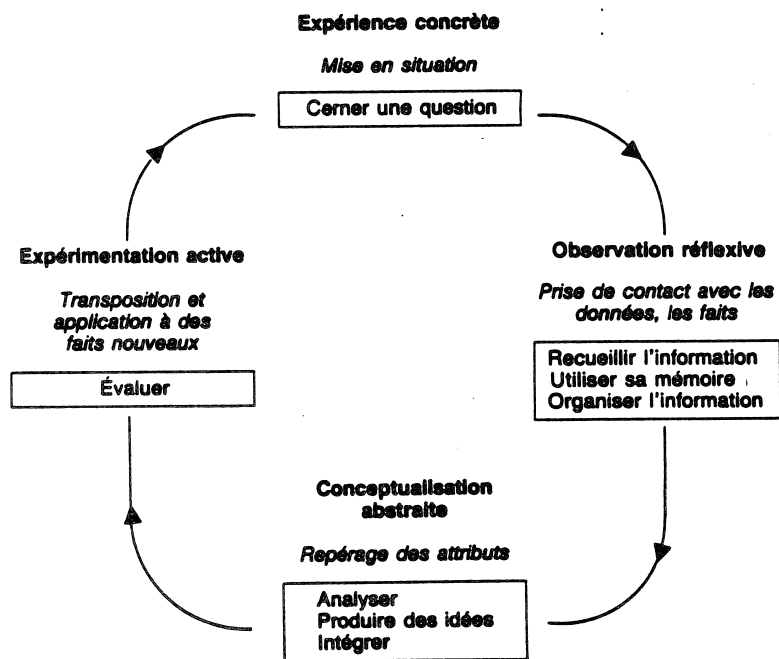 Expérience concrète
Mise en situation
Cerner une question
Observation réflexive
Prise de contact avec les
données, les faits
Recueillir l'information
Utiliser sa mémoire
Organiser l'information
Conceptualisation
abstraite
Repérage des attributs
Analyser
Produire des idées
Intégrer
Expérimentation active
Transposition et
application à des
faits nouveaux
Évaluer